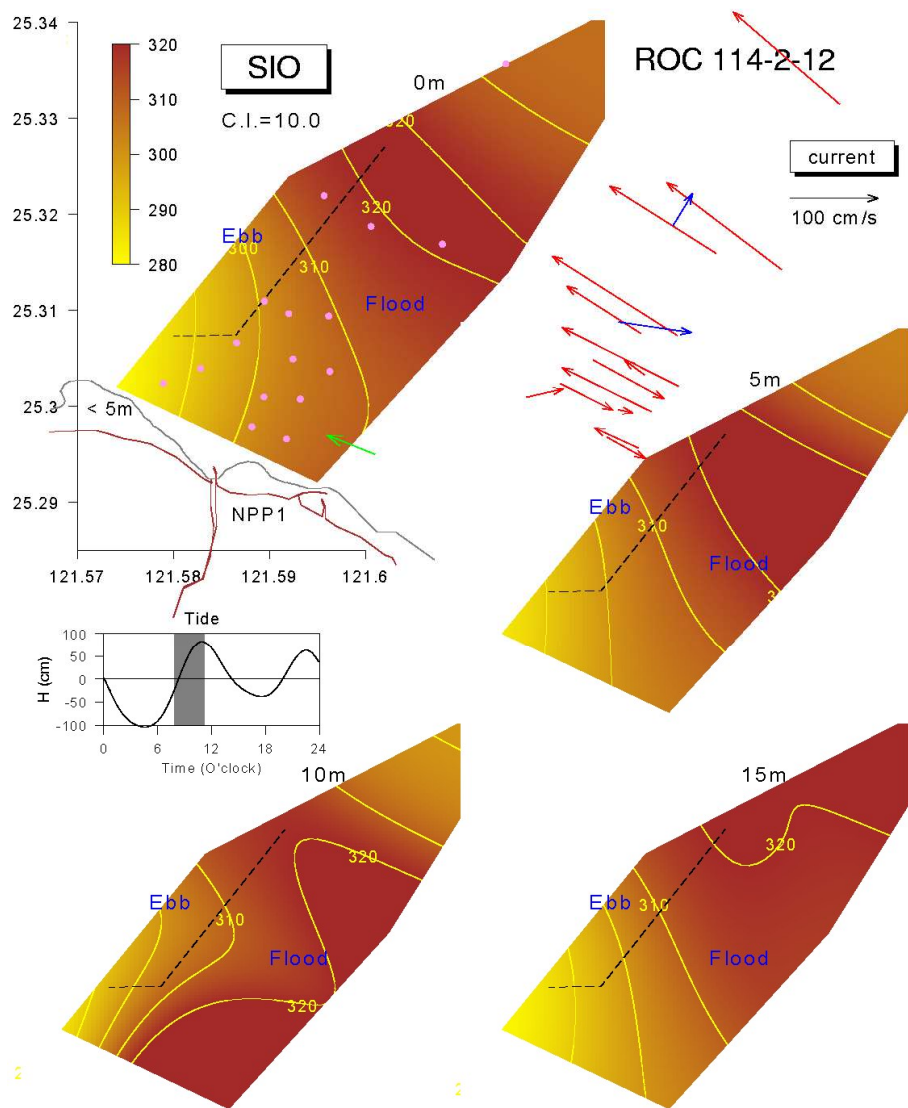 25.34
25.33
25.32
25.31
25.3
25.29
320
310
300
290
280
SIO
C.I.=10.0
ROC 114-2-12
0m
current
100 cm/s
320
320
310
300
Ebb
Flood
< 5m
NPP1
121.57
121.58
121.59
121.6
5m
Ebb
310
Flood
Tide
H (cm)
100
50
0
-50
-100
0
6
12
18
24
Time (O'clock)
10m
Ebb
310
320
Flood
320
15m
Ebb
310
320
Flood